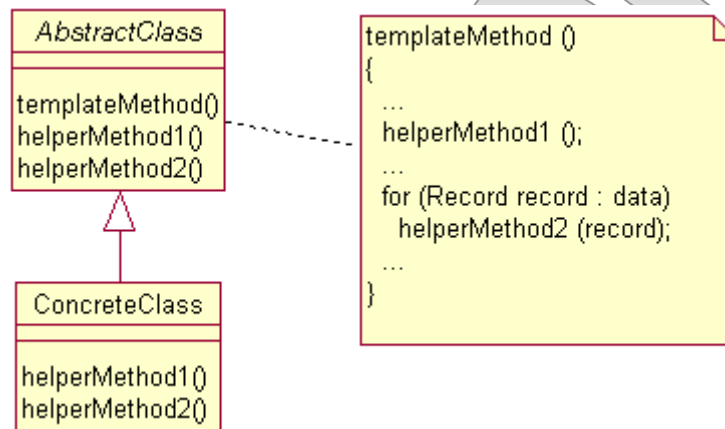 AbstractClass
templateMethod()
helperMethod1()
helperMethod2()
ConcreteClass
helperMethod1()
helperMethod2()
templateMethod ()
{
...
helperMethod1 ();
...
for (Record record : data)
helperMethod2 (record);
...
}